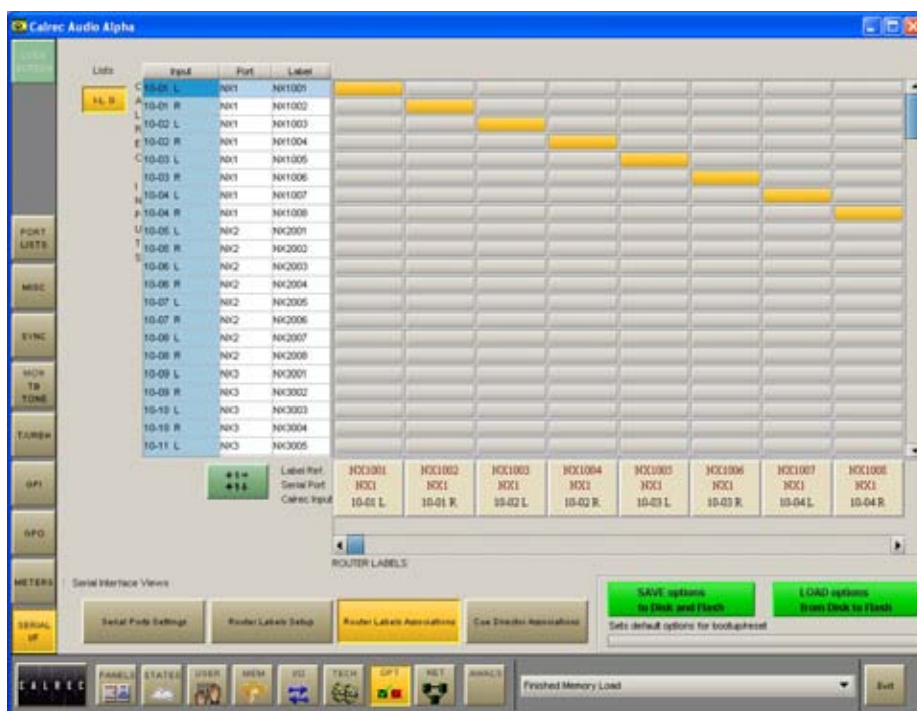 Calrec Audio Alpha
Lists Input Port Label
10-01 L NX1 NX1001
10-01 R NX1 NX1002
10-02 L NX1 NX1003
10-02 R NX1 NX1004
10-03 L NX1 NX1005
10-03 R NX1 NX1006
10-04 L NX1 NX1007
10-04 R NX1 NX1008
10-05 L NX2 NX2001
10-05 R NX2 NX2002
10-06 L NX2 NX2003
10-06 R NX2 NX2004
10-07 L NX2 NX2005
10-07 R NX2 NX2006
10-08 L NX2 NX2007
10-08 R NX2 NX2008
10-09 L NX3 NX3001
10-09 R NX3 NX3002
10-10 L NX3 NX3003
10-10 R NX3 NX3004
10-11 L NX3 NX3005
CALREC INPUTS
PORT LISTS
MISC
SYNC
MON TB TONE
GPI
GPO
METERS
SERIAL I/F
Label Ref. NX1001 NX1002 NX1003 NX1004 NX1005 NX1006 NX1007 NX1008
Serial Port NX1 NX1 NX1 NX1 NX1 NX1 NX1 NX1
Calrec Input 10-01 L 10-01 R 10-02 L 10-02 R 10-03 L 10-03 R 10-04 L 10-04 R
ROUTER LABELS
Serial Interface Views
Serial Ports Settings
Router Labels Setup
Router Labels Associations
Cue Director Associations
SAVE options
to Disk and Flash
LOAD options
from Disk to Flash
Sets default options for bootup/reset
CALREC PANELS STATES USER MEM I/O TECH OPT NET AWACS
Finished Memory Load
Exit